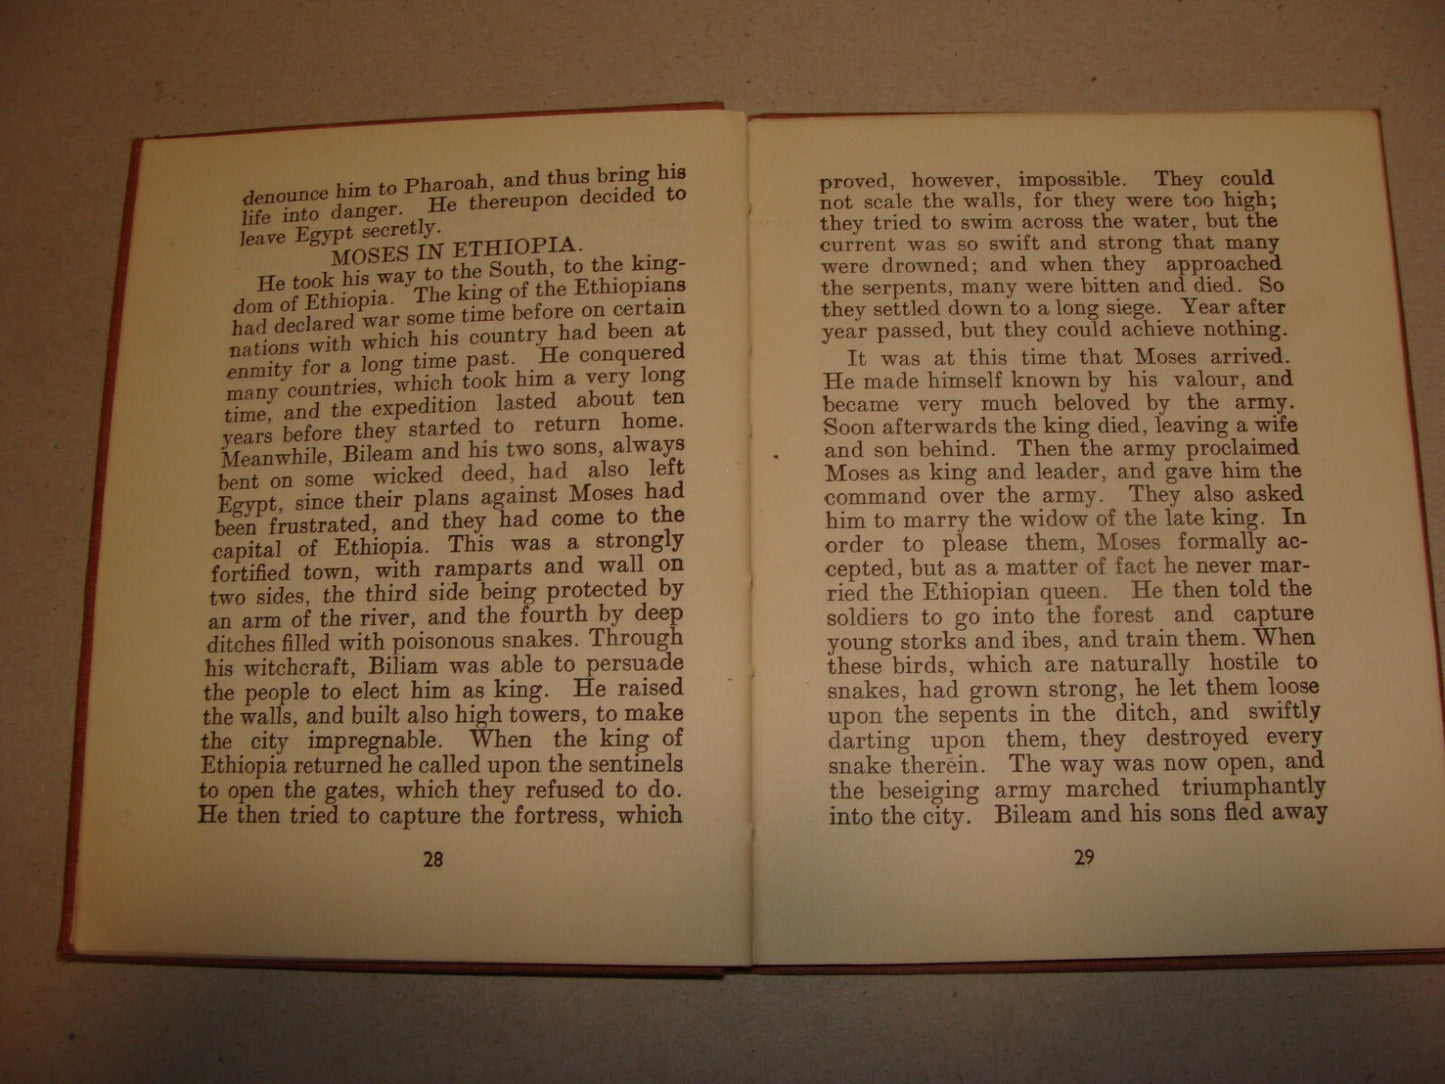 denounce him to Pharoah, and thus bring his
life into danger. He thereupon decided to
leave Egypt secretly.
MOSES IN ETHIOPIA.
He took his way to the South, to the king-
dom of Ethiopia. The king of the Ethiopians
had declared war some time before on certain
nations with which his country had been at
enmity for a long time past. He conquered
many countries, which took him a very long
time, and the expedition lasted about ten
years before they started to return home.
Meanwhile, Bileam and his two sons, always
bent on some wicked deed, had also left
Egypt, since their plans against Moses had
been frustrated, and they had come to the
capital of Ethiopia. This was a strongly
fortified town, with ramparts and wall on
two sides, the third side being protected by
an arm of the river, and the fourth by deep
ditches filled with poisonous snakes. Through
his witchcraft, Biliam was able to persuade
the people to elect him as king. He raised
the walls, and built also high towers, to make
the city impregnable. When the king of
Ethiopia returned he called upon the sentinels
to open the gates, which they refused to do.
He then tried to capture the fortress, which
28
proved, however, impossible. They could
not scale the walls, for they were too high;
they tried to swim across the water, but the
current was so swift and strong that many
were drowned; and when they approached
the serpents, many were bitten and died. So
they settled down to a long siege. Year after
year passed, but they could achieve nothing.
It was at this time that Moses arrived.
He made himself known by his valour, and
became very much beloved by the army.
Soon afterwards the king died, leaving a wife
and son behind. Then the army proclaimed
Moses as king and leader, and gave him the
command over the army. They also asked
him to marry the widow of the late king. In
order to please them, Moses formally ac-
cepted, but as a matter of fact he never mar-
ried the Ethiopian queen. He then told the
soldiers to go into the forest and capture
young storks and ibes, and train them. When
these birds, which are naturally hostile to
snakes, had grown strong, he let them loose
upon the sepents in the ditch, and swiftly
darting upon them, they destroyed every
snake therein. The way was now open, and
the beseiging army marched triumphantly
into the city. Bileam and his sons fled away
29